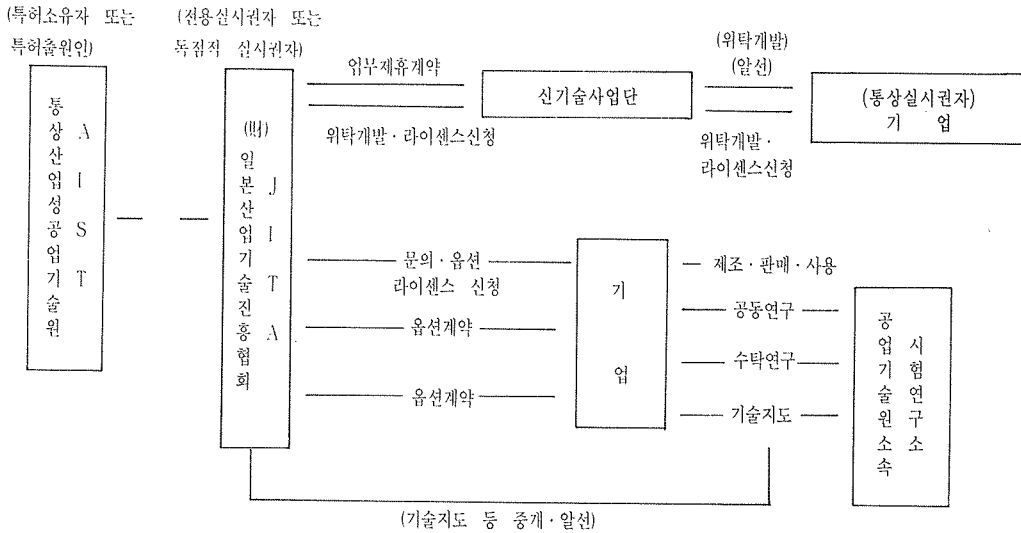 (특허소유자 또는
특허출원인)
(전용실시권자 또는
독점적 실시권자)
통상산업성공업기술원
AIST
(財)일본산업기술진흥협회
JITA
업무제휴계약
위탁개발·라이센스신청
신기술사업단
(위탁개발)
(알선)
위탁개발·
라이센스신청
(통상실시권자)
기 업
문의·옵션
라이센스 신청
옵션계약
옵션계약
기
업
제조·판매·사용
공동연구
수탁연구
기술지도
공업기술원소속
시험연구소
(기술지도 등 중개·알선)